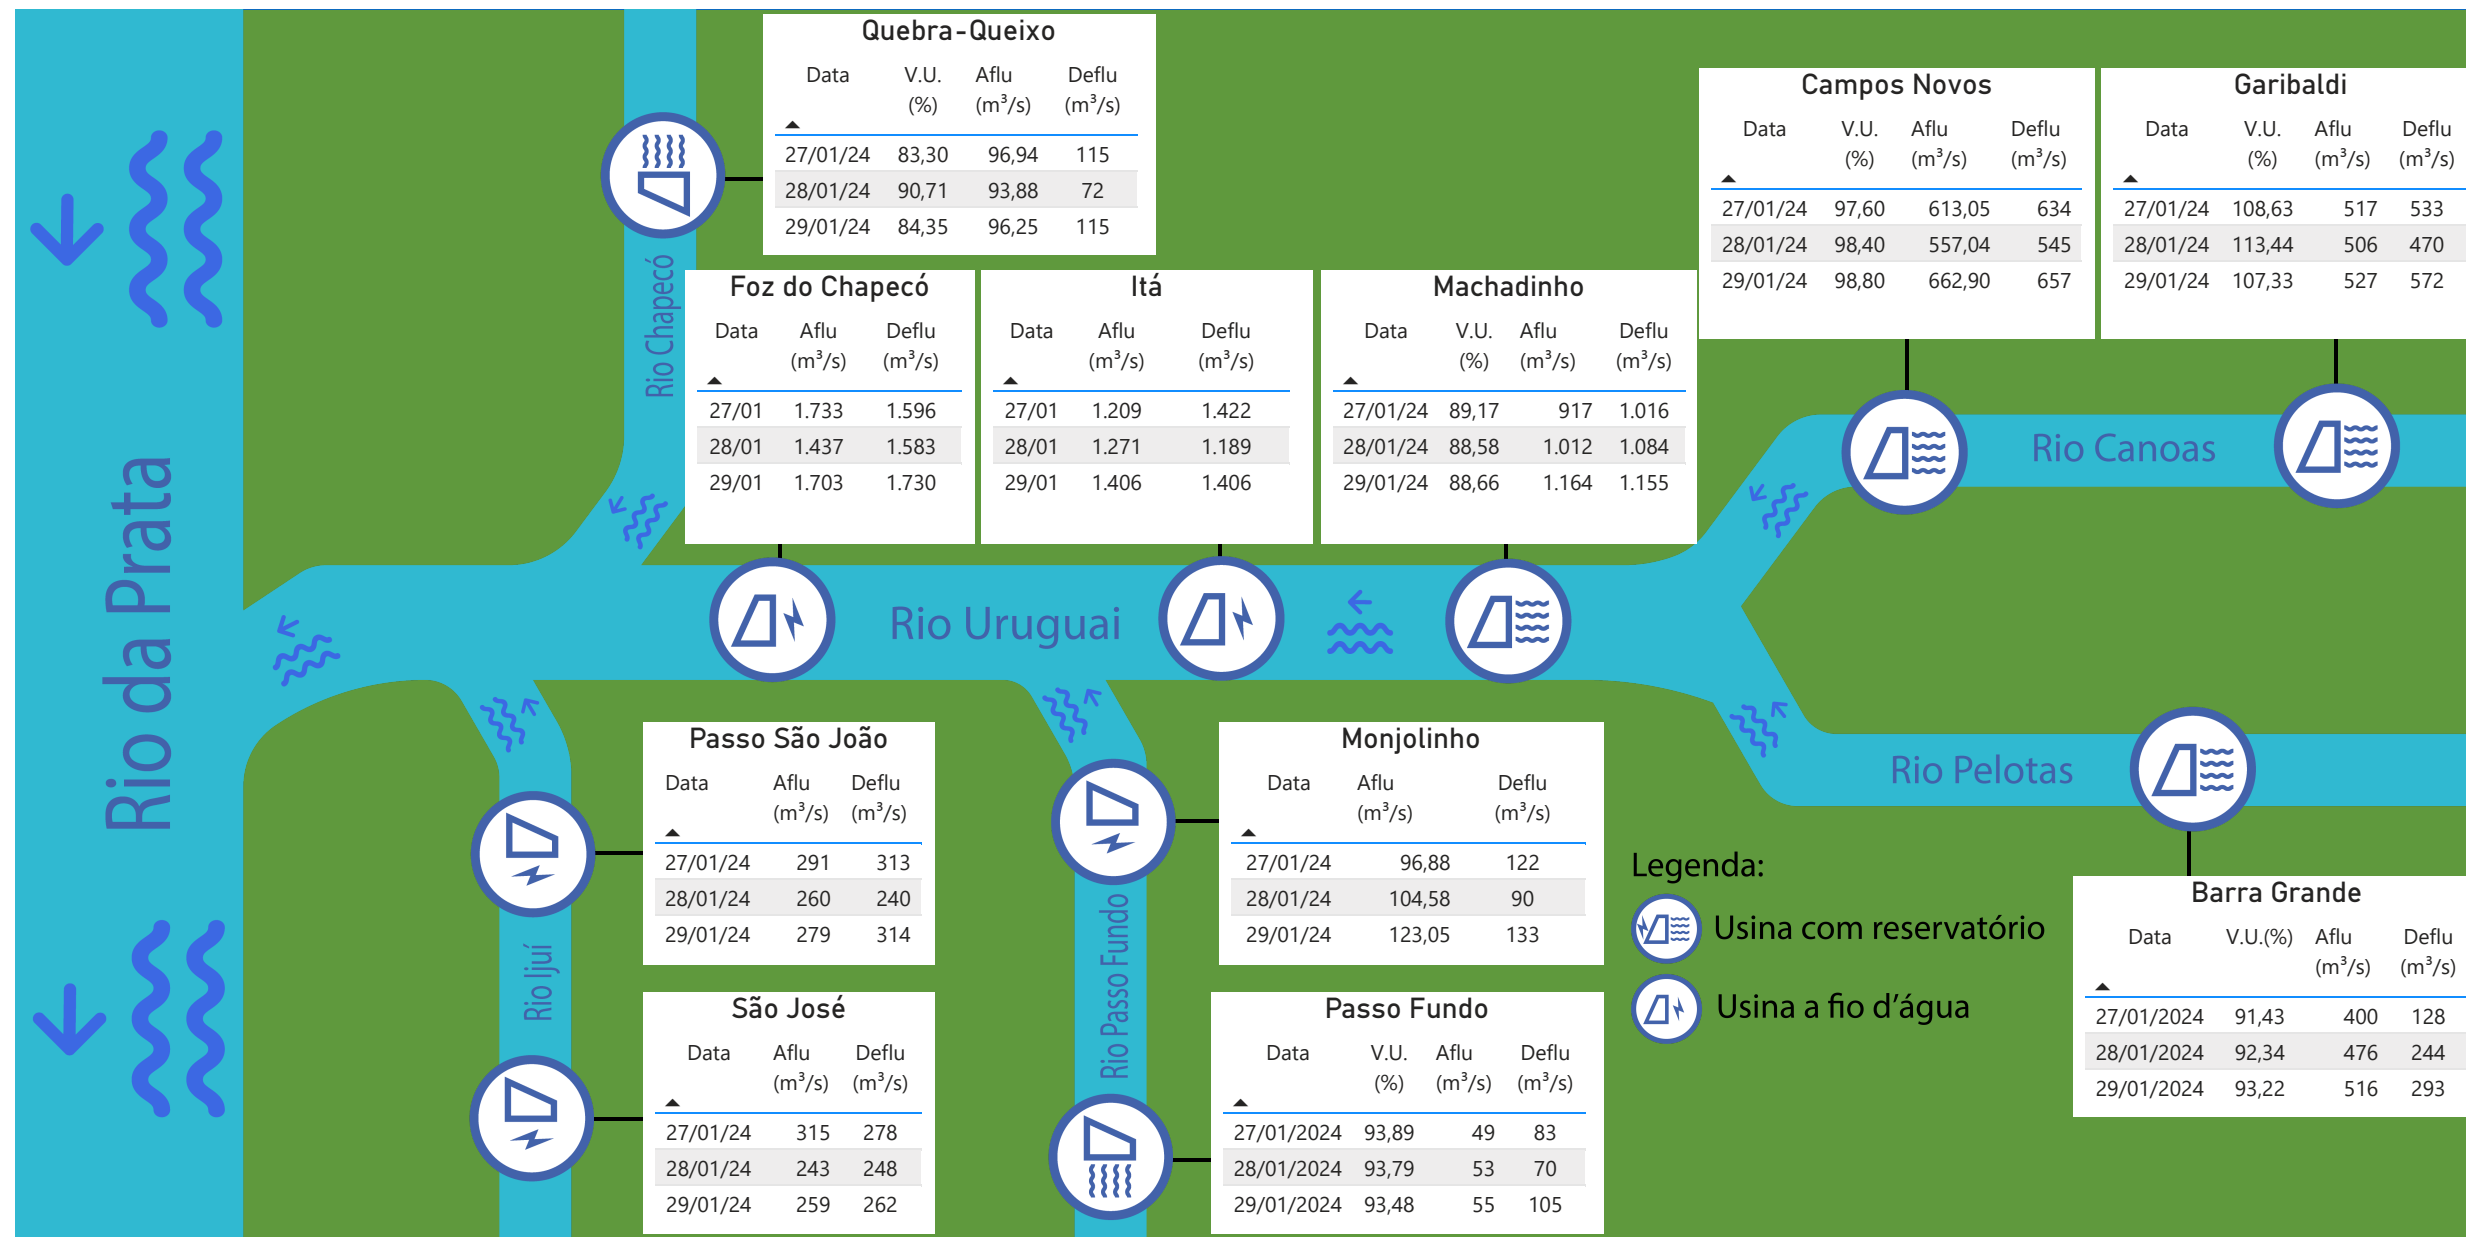 Quebra-Queixo
Data V.U. Aflu Deflu
(%) (m³/s) (m³/s)
27/01/24 83,30 96,94 115
28/01/24 90,71 93,88 72
29/01/24 84,35 96,25 115
Campos Novos
Data V.U. Aflu Deflu
(%) (m³/s) (m³/s)
27/01/24 97,60 613,05 634
28/01/24 98,40 557,04 545
29/01/24 98,80 662,90 657
Garibaldi
Data V.U. Aflu Deflu
(%) (m³/s) (m³/s)
27/01/24 108,63 517 533
28/01/24 113,44 506 470
29/01/24 107,33 527 572
Rio Chapecó
Foz do Chapecó
Data Aflu Deflu
(m³/s) (m³/s)
27/01 1.733 1.596
28/01 1.437 1.583
29/01 1.703 1.730
Itá
Data Aflu Deflu
(m³/s) (m³/s)
27/01 1.209 1.422
28/01 1.271 1.189
29/01 1.406 1.406
Machadinho
Data V.U. Aflu Deflu
(%) (m³/s) (m³/s)
27/01/24 89,17 917 1.016
28/01/24 88,58 1.012 1.084
29/01/24 88,66 1.164 1.155
Rio Canoas
Rio da Prata
Rio Uruguai
Rio Pelotas
Passo São João
Data Aflu Deflu
(m³/s) (m³/s)
27/01/24 291 313
28/01/24 260 240
29/01/24 279 314
Monjolinho
Data Aflu Deflu
(m³/s) (m³/s)
27/01/24 96,88 122
28/01/24 104,58 90
29/01/24 123,05 133
Legenda:
Usina com reservatório
Usina a fio d’água
Barra Grande
Data V.U.(%) Aflu Deflu
(m³/s) (m³/s)
27/01/2024 91,43 400 128
28/01/2024 92,34 476 244
29/01/2024 93,22 516 293
Rio Ijuí
Rio Passo Fundo
São José
Data Aflu Deflu
(m³/s) (m³/s)
27/01/24 315 278
28/01/24 243 248
29/01/24 259 262
Passo Fundo
Data V.U. Aflu Deflu
(%) (m³/s) (m³/s)
27/01/2024 93,89 49 83
28/01/2024 93,79 53 70
29/01/2024 93,48 55 105